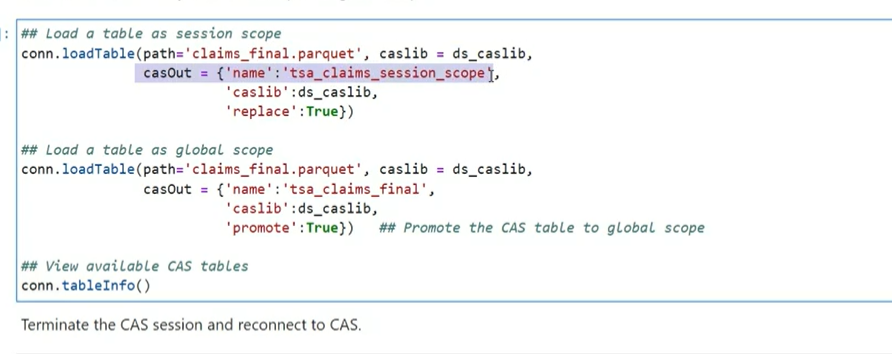 ]: ## Load a table as session scope
conn.loadTable(path='claims_final.parquet', caslib = ds_caslib,
casOut = {'name':'tsa_claims_session_scope',
'caslib':ds_caslib,
'replace':True})
## Load a table as global scope
conn.loadTable(path='claims_final.parquet', caslib = ds_caslib,
casOut = {'name':'tsa_claims_final',
'caslib':ds_caslib,
'promote':True})   ## Promote the CAS table to global scope
## View available CAS tables
conn.tableInfo()
Terminate the CAS session and reconnect to CAS.